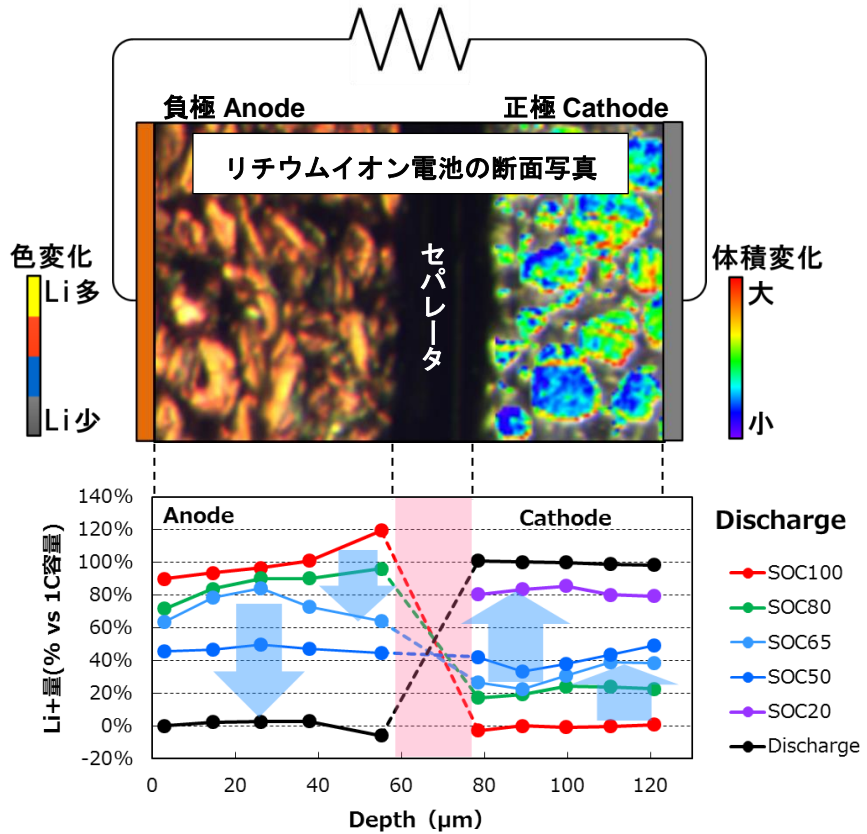 負極 Anode
正極 Cathode
リチウムイオン電池の断面写真
セパレータ
色変化
Li多
Li少
体積変化
大
小
140%
120%
100%
80%
60%
40%
20%
0%
-20%
Li+量(% vs 1C容量)
Anode
Cathode
0
20
40
60
80
100
120
Depth（μm）
Discharge
SOC100
SOC80
SOC65
SOC50
SOC20
Discharge